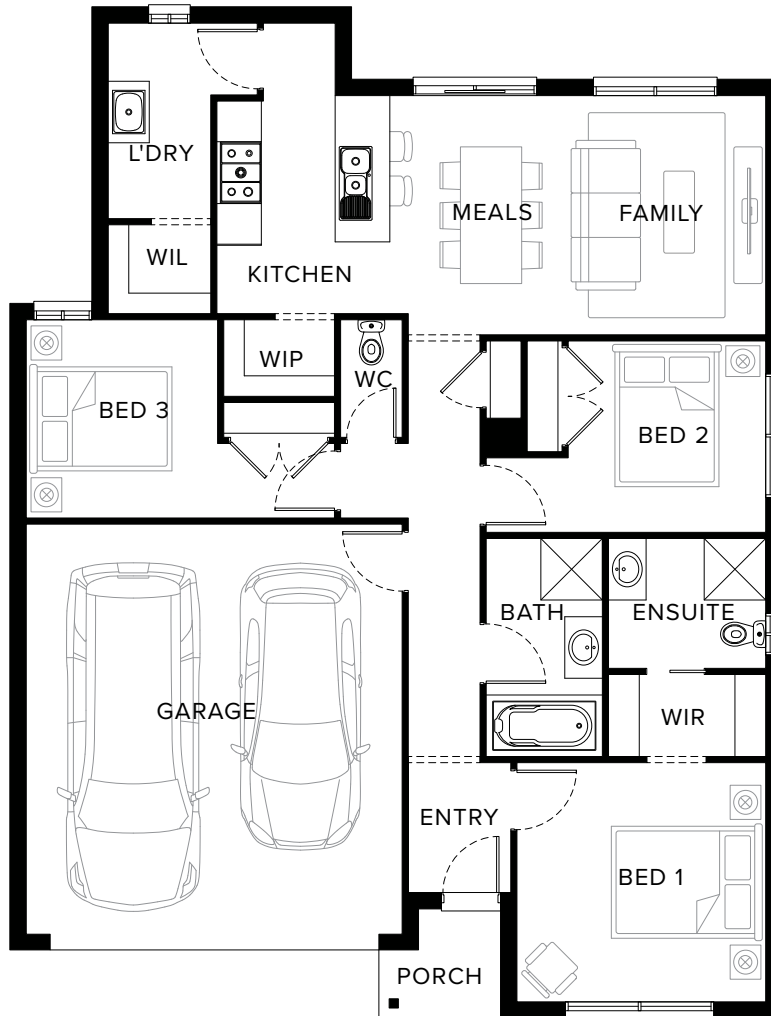 L'DRY
MEALS
FAMILY
WIL
KITCHEN
WIP
WC
BED 3
BED 2
BATH
ENSUITE
GARAGE
WIR
ENTRY
BED 1
PORCH